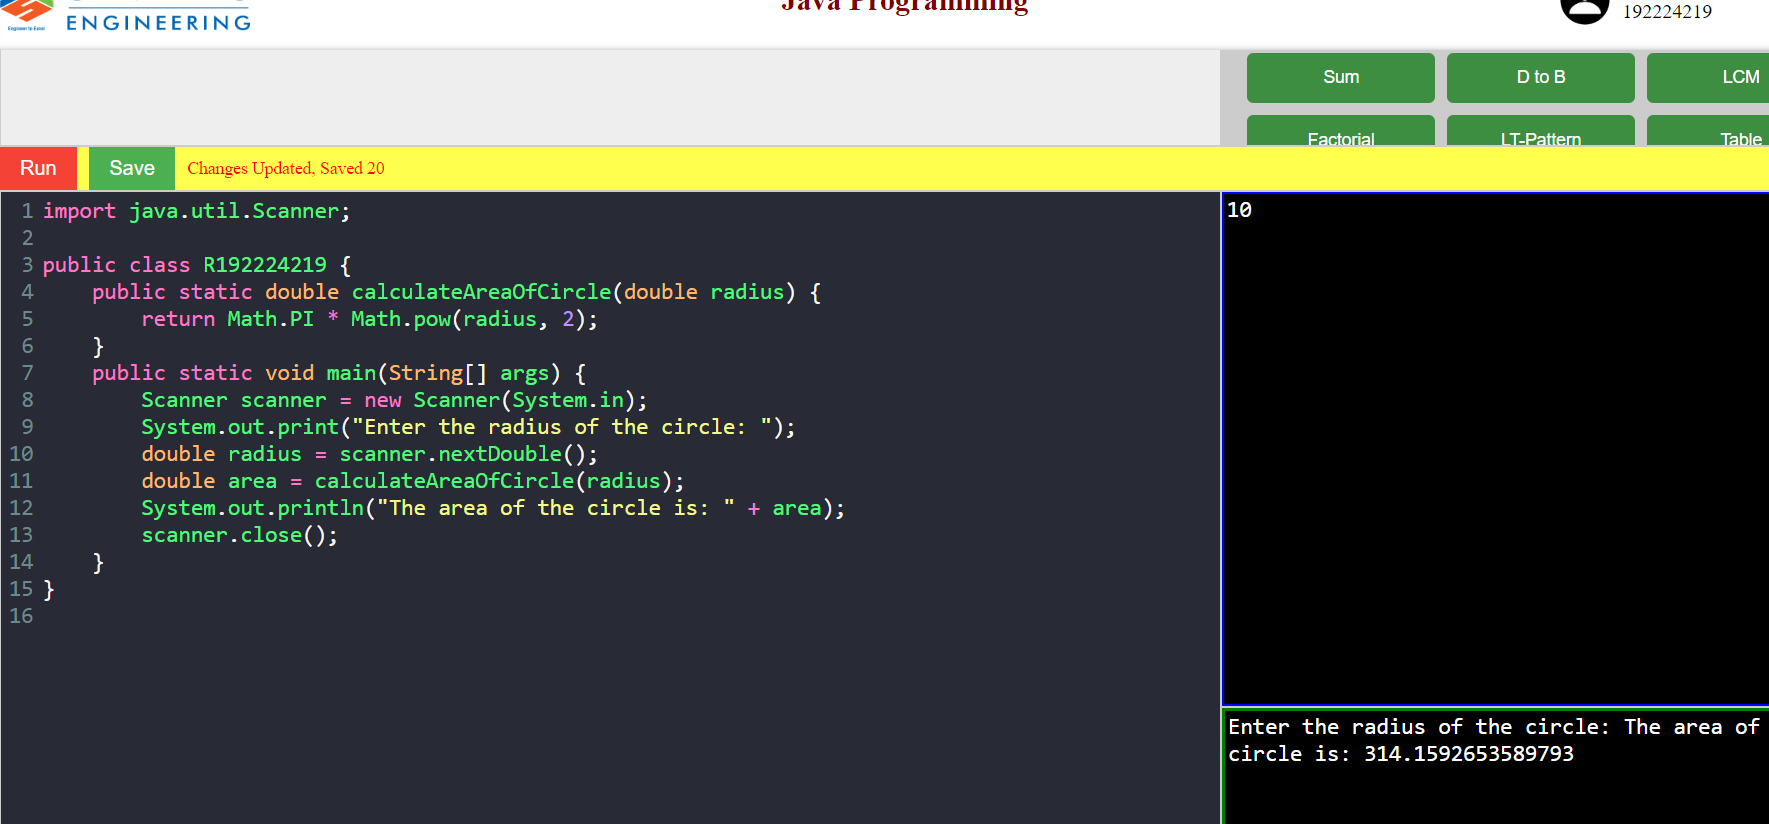 Java Programming
ENGINEERING
Engineer to Excel
192224219
Sum
D to B
LCM
Factorial
LT-Pattern
Table
Run
Save
Changes Updated, Saved 20
1 import java.util.Scanner;
2
3 public class R192224219 {
4     public static double calculateAreaOfCircle(double radius) {
5         return Math.PI * Math.pow(radius, 2);
6     }
7     public static void main(String[] args) {
8         Scanner scanner = new Scanner(System.in);
9         System.out.print("Enter the radius of the circle: ");
10         double radius = scanner.nextDouble();
11         double area = calculateAreaOfCircle(radius);
12         System.out.println("The area of the circle is: " + area);
13         scanner.close();
14     }
15 }
16
10
Enter the radius of the circle: The area of
circle is: 314.1592653589793